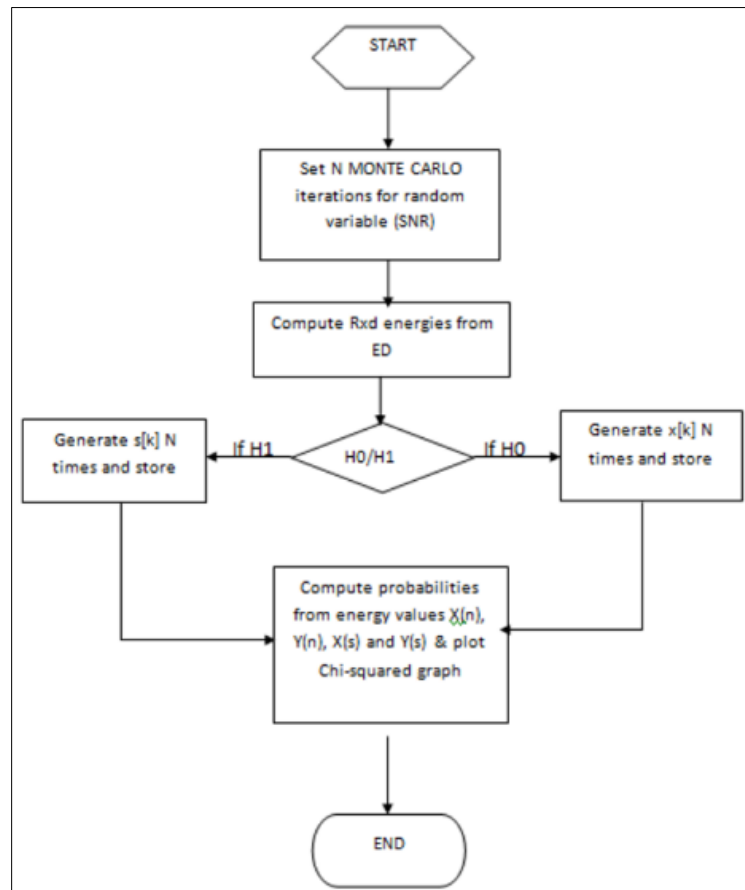 START
Set N MONTE CARLO
iterations for random
variable (SNR)
Compute Rxd energies from
ED
Generate s[k] N
times and store
If H1
H0/H1
If H0
Generate x[k] N
times and store
Compute probabilities
from energy values X(n),
Y(n), X(s) and Y(s) & plot
Chi-squared graph
END